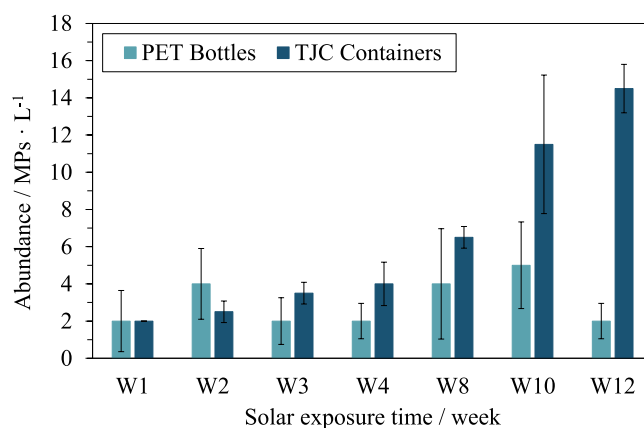 18
16
14
12
10
8
6
4
2
0
Abundance / MPs · L⁻¹
PET Bottles
TJC Containers
W1 W2 W3 W4 W8 W10 W12
Solar exposure time / week